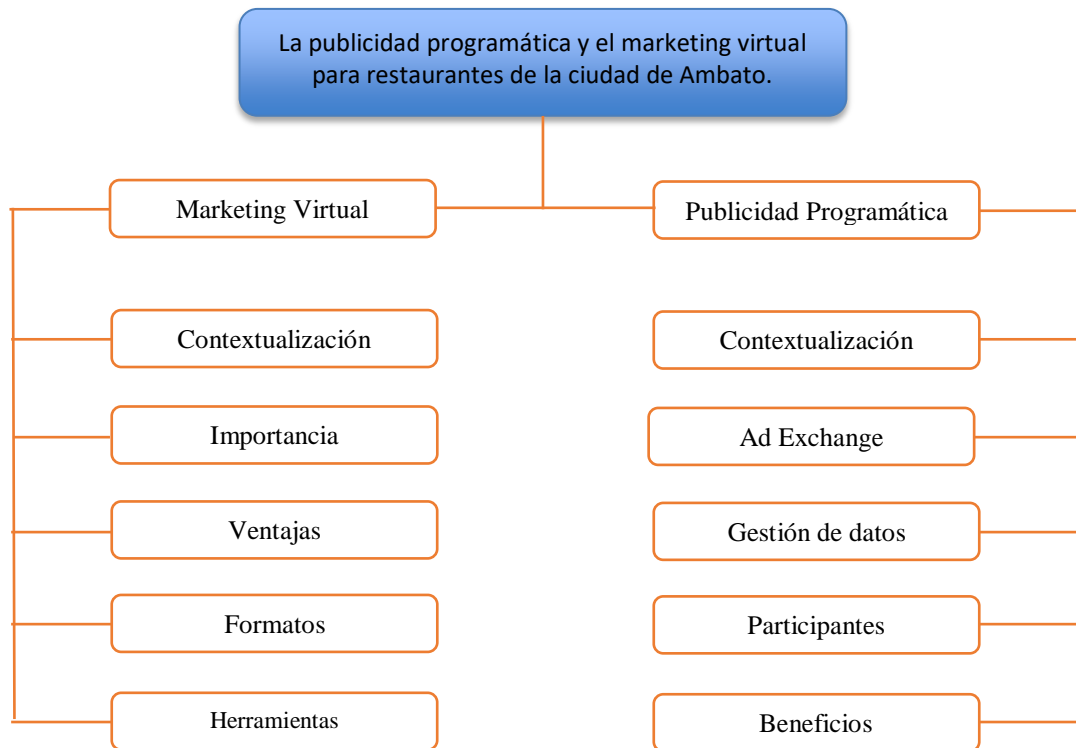 La publicidad programática y el marketing virtual
para restaurantes de la ciudad de Ambato.
Marketing Virtual
Publicidad Programática
Contextualización
Contextualización
Importancia
Ad Exchange
Ventajas
Gestión de datos
Formatos
Participantes
Herramientas
Beneficios